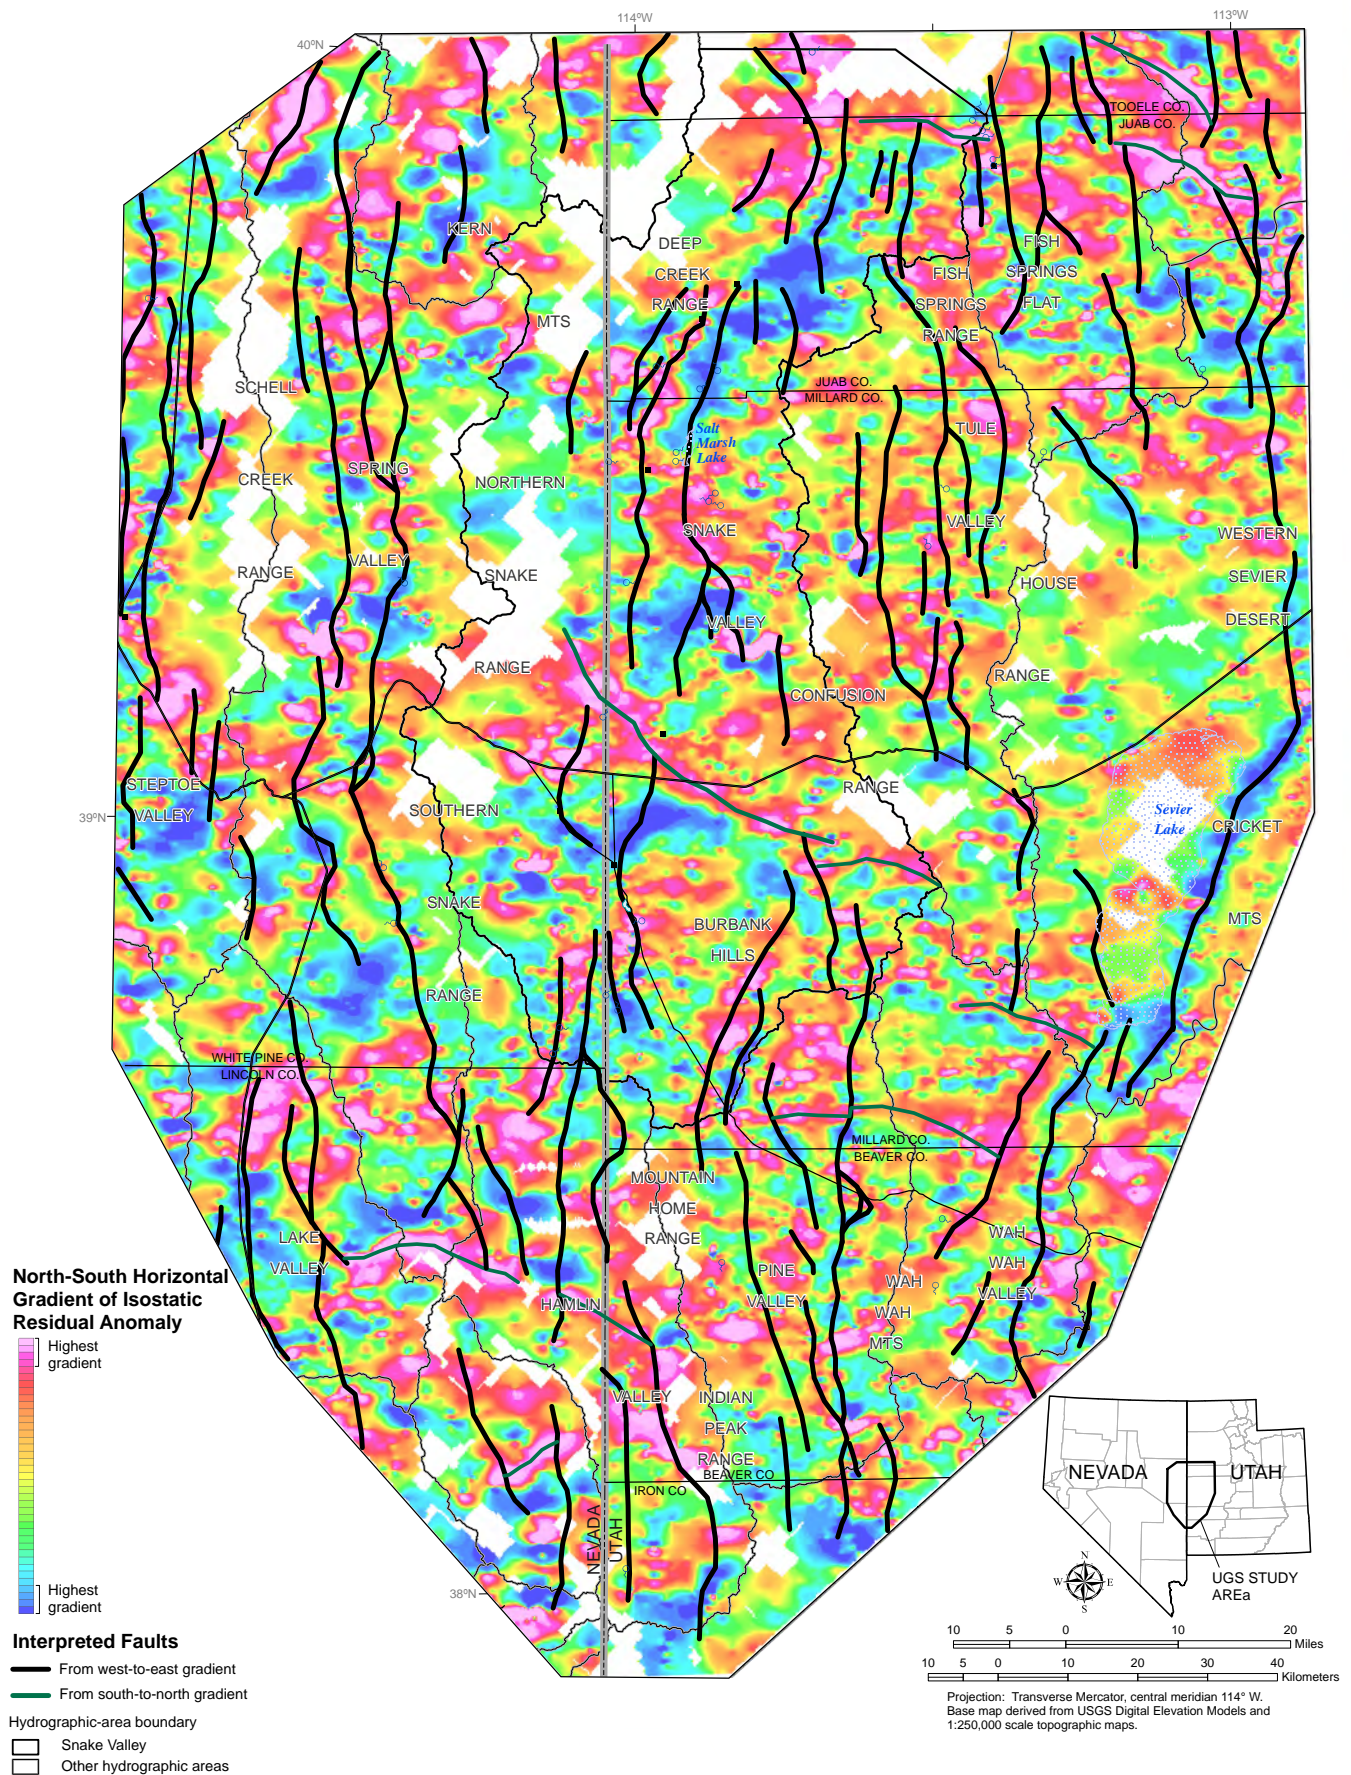 114ºW
113ºW
40ºN
TOOELE CO.
JUAB CO.
KERN
DEEP
CREEK
RANGE
FISH
SPRINGS
FLAT
FISH
SPRINGS
RANGE
MTS
SCHELL
JUAB CO.
MILLARD CO.
Salt
Marsh
Lake
TULE
SPRING
CREEK
NORTHERN
SNAKE
VALLEY
WESTERN
VALLEY
RANGE
SNAKE
HOUSE
SEVIER
VALLEY
DESERT
RANGE
CONFUSION
RANGE
STEPTOE
VALLEY
SOUTHERN
RANGE
39ºN
Sevier
Lake
CRICKET
SNAKE
BURBANK
HILLS
MTS
RANGE
WHITE PINE CO.
LINCOLN CO.
MILLARD CO.
BEAVER CO.
MOUNTAIN
HOME
RANGE
LAKE
VALLEY
WAH
WAH
VALLEY
PINE
VALLEY
WAH
WAH
MTS
HAMLIN
VALLEY
INDIAN
PEAK
RANGE
BEAVER CO
IRON CO
NEVADA
UTAH
38ºN
North-South Horizontal
Gradient of Isostatic
Residual Anomaly
Highest
gradient
Highest
gradient
Interpreted Faults
From west-to-east gradient
From south-to-north gradient
Hydrographic-area boundary
Snake Valley
Other hydrographic areas
NEVADA
UTAH
UGS STUDY
AREa
N
W
E
S
10 5 0 10 20
Miles
10 5 0 10 20 30 40
Kilometers
Projection: Transverse Mercator, central meridian 114° W.
Base map derived from USGS Digital Elevation Models and
1:250,000 scale topographic maps.